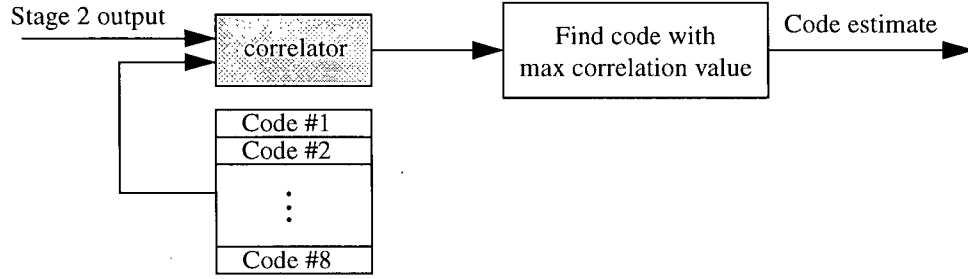 Stage 2 output
correlator
Find code with
max correlation value
Code estimate
Code #1
Code #2
Code #8